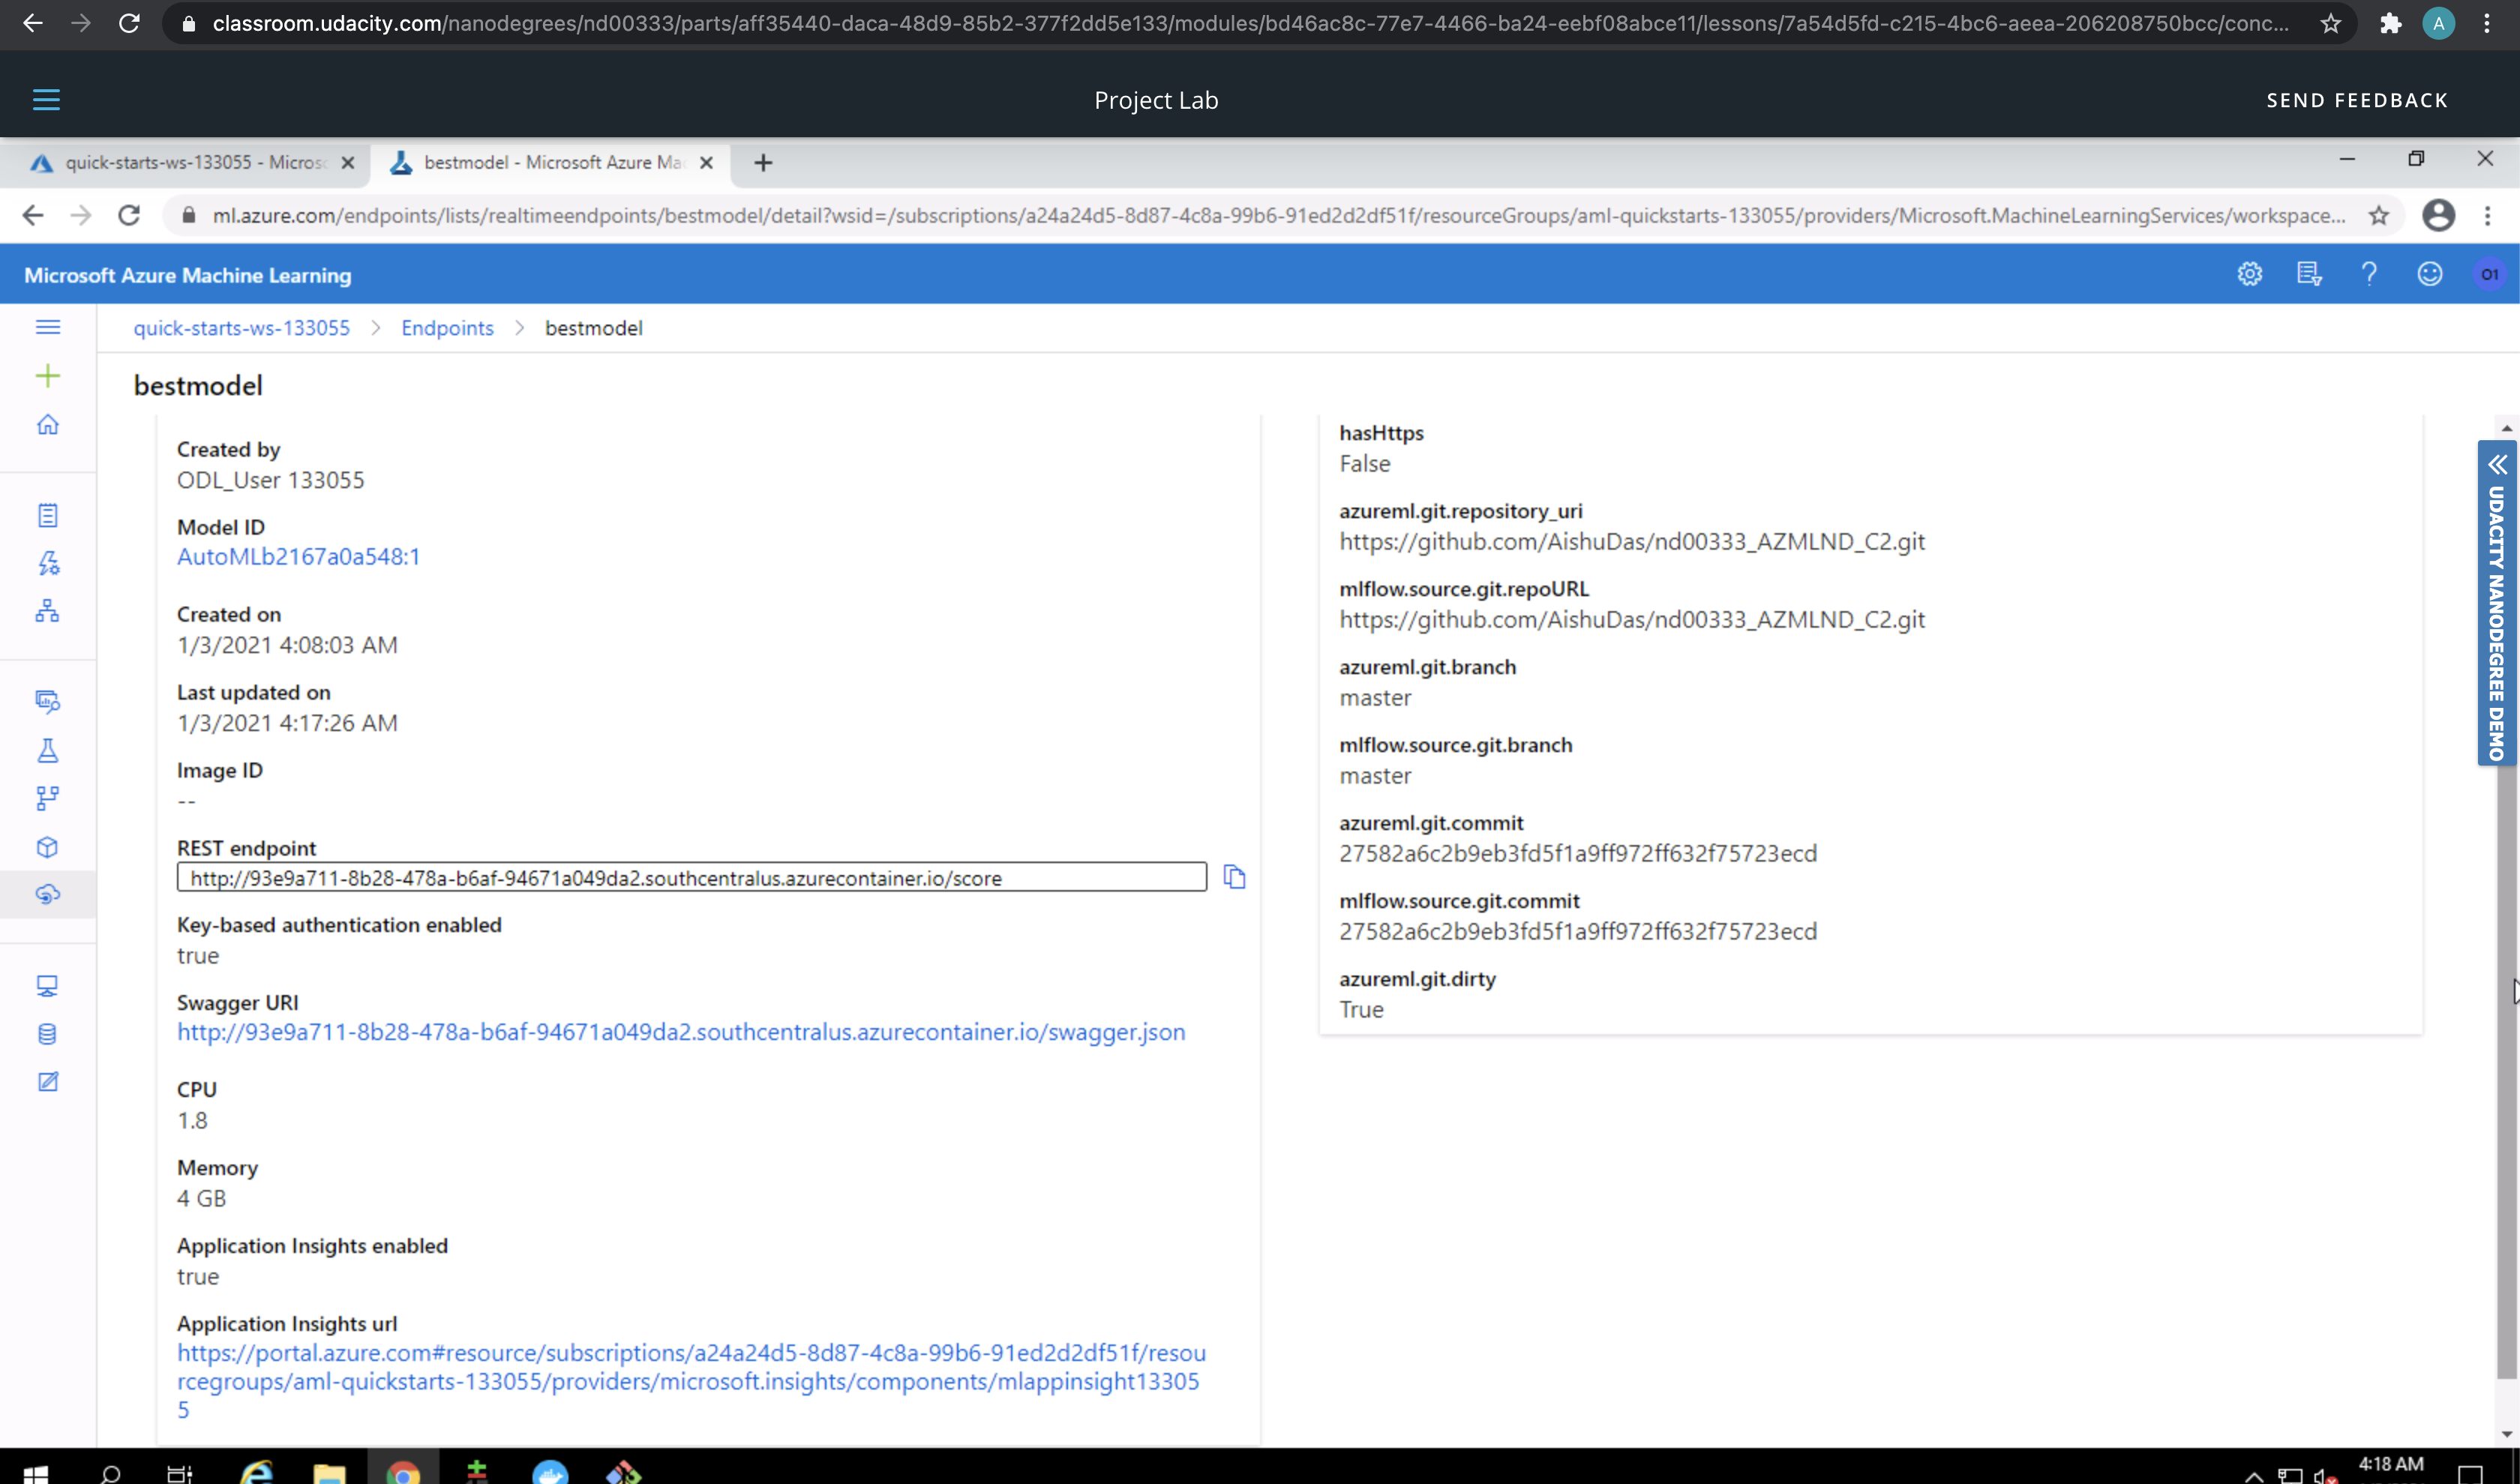 classroom.udacity.com/nanodegrees/nd00333/parts/aff35440-daca-48d9-85b2-377f2dd5e133/modules/bd46ac8c-77e7-4466-ba24-eebf08abce11/lessons/7a54d5fd-c215-4bc6-aeea-206208750bcc/conc...
A
Project Lab
SEND FEEDBACK
quick-starts-ws-133055 - Micros
bestmodel - Microsoft Azure Ma
ml.azure.com/endpoints/lists/realtimeendpoints/bestmodel/detail?wsid=/subscriptions/a24a24d5-8d87-4c8a-99b6-91ed2d2df51f/resourceGroups/aml-quickstarts-133055/providers/Microsoft.MachineLearningServices/workspace...
Microsoft Azure Machine Learning
O1
quick-starts-ws-133055 > Endpoints > bestmodel
bestmodel
Created by
ODL_User 133055
Model ID
AutoMLb2167a0a548:1
Created on
1/3/2021 4:08:03 AM
Last updated on
1/3/2021 4:17:26 AM
Image ID
--
REST endpoint
http://93e9a711-8b28-478a-b6af-94671a049da2.southcentralus.azurecontainer.io/score
Key-based authentication enabled
true
Swagger URI
http://93e9a711-8b28-478a-b6af-94671a049da2.southcentralus.azurecontainer.io/swagger.json
CPU
1.8
Memory
4 GB
Application Insights enabled
true
Application Insights url
https://portal.azure.com#resource/subscriptions/a24a24d5-8d87-4c8a-99b6-91ed2d2df51f/resou
rcegroups/aml-quickstarts-133055/providers/microsoft.insights/components/mlappinsight13305
5
hasHttps
False
azureml.git.repository_uri
https://github.com/AishuDas/nd00333_AZMLND_C2.git
mlflow.source.git.repoURL
https://github.com/AishuDas/nd00333_AZMLND_C2.git
azureml.git.branch
master
mlflow.source.git.branch
master
azureml.git.commit
27582a6c2b9eb3fd5f1a9ff972ff632f75723ecd
mlflow.source.git.commit
27582a6c2b9eb3fd5f1a9ff972ff632f75723ecd
azureml.git.dirty
True
UDACITY NANODEGREE DEMO
4:18 AM